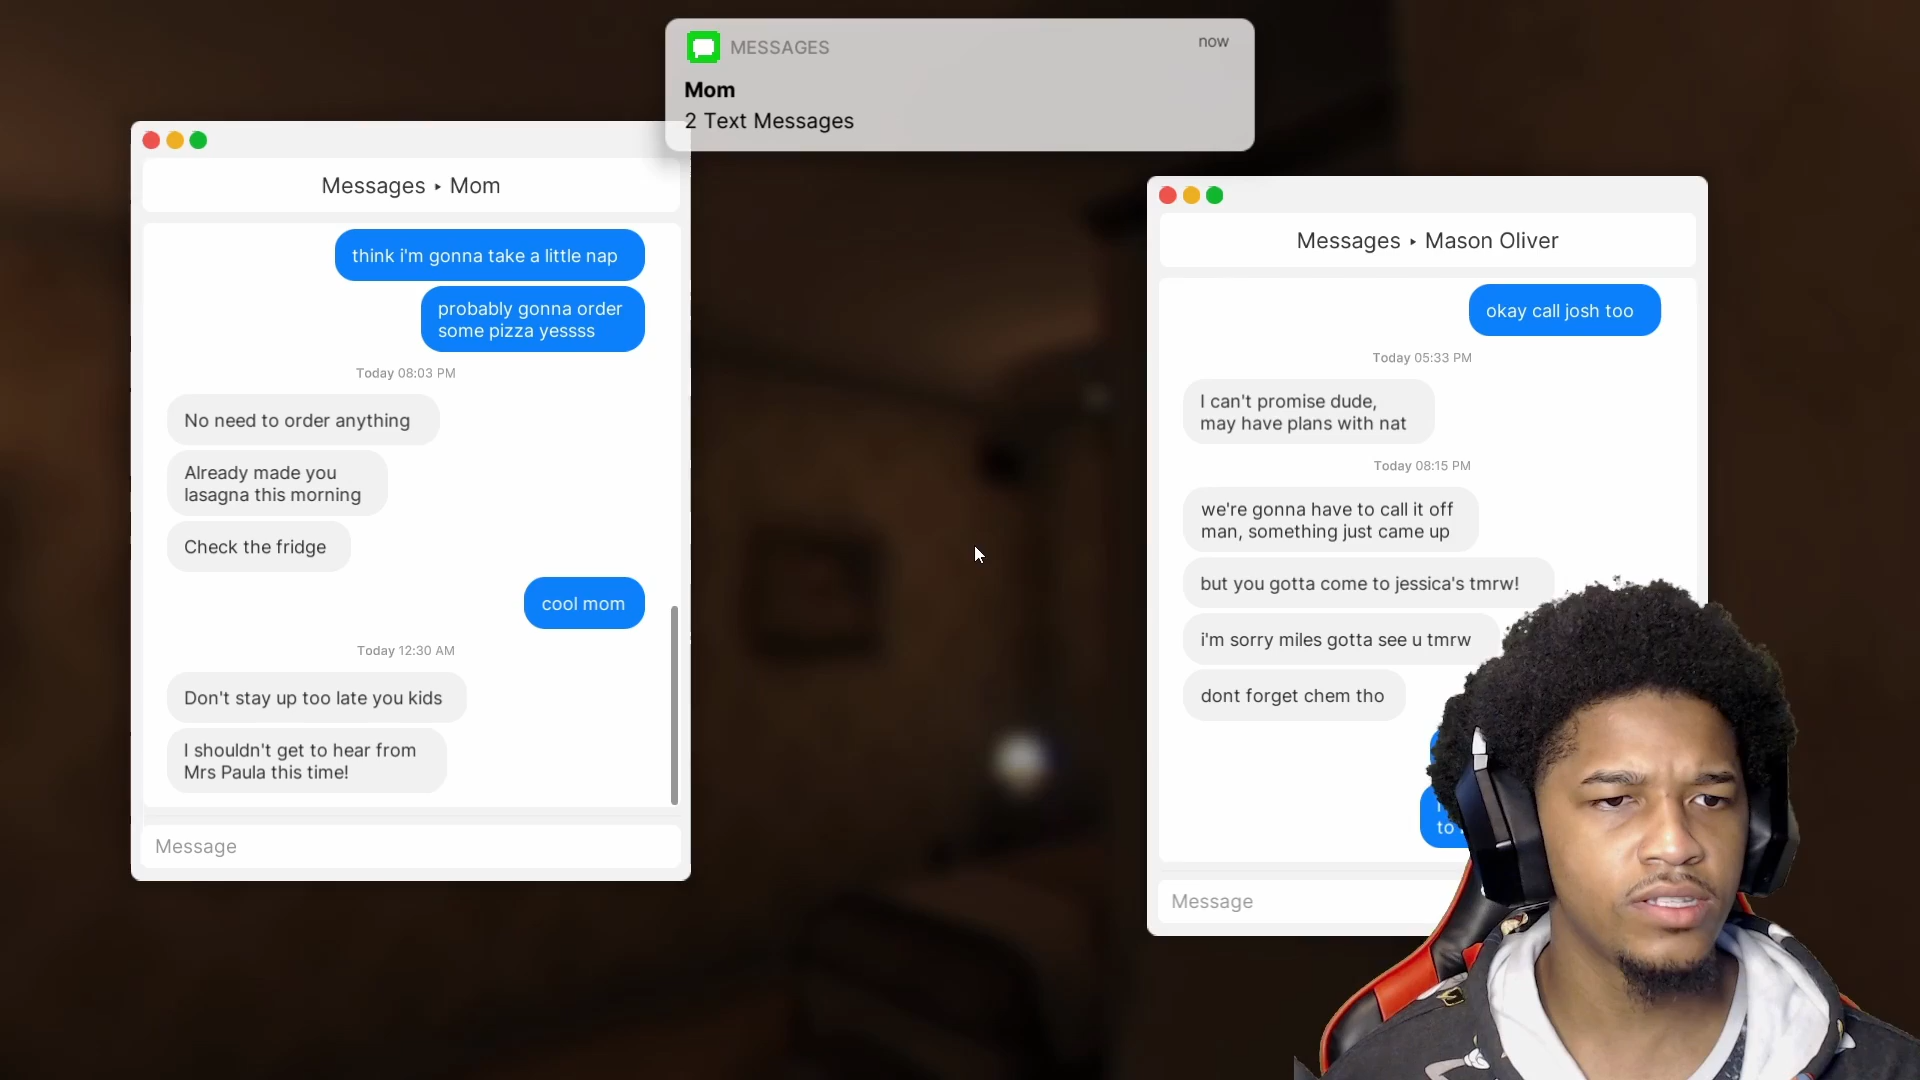 MESSAGES
now
Mom
2 Text Messages
Messages ‣ Mom
think i'm gonna take a little nap
probably gonna order
some pizza yessss
Today 08:03 PM
No need to order anything
Already made you
lasagna this morning
Check the fridge
cool mom
Today 12:30 AM
Don't stay up too late you kids
I shouldn't get to hear from
Mrs Paula this time!
Message
Messages ‣ Mason Oliver
okay call josh too
Today 05:33 PM
I can't promise dude,
may have plans with nat
Today 08:15 PM
we're gonna have to call it off
man, something just came up
but you gotta come to jessica's tmrw!
i'm sorry miles gotta see u tmrw
dont forget chem tho
to
Message